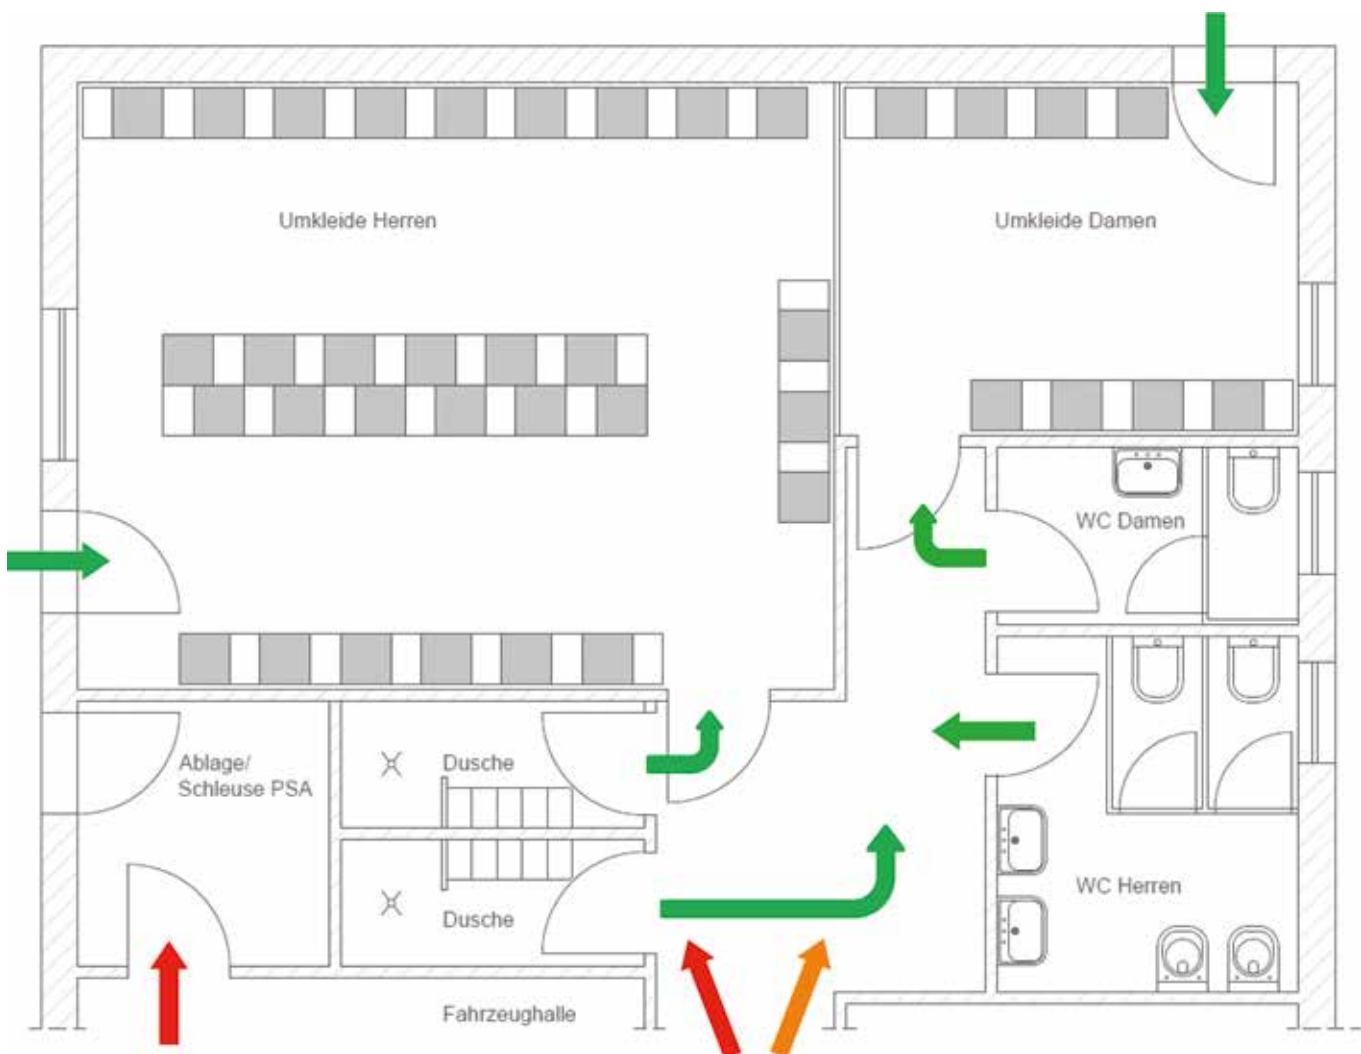 Umkleide Herren
Umkleide Damen
WC Damen
Ablage/
Schleuse PSA
Dusche
Dusche
WC Herren
Fahrzeughalle